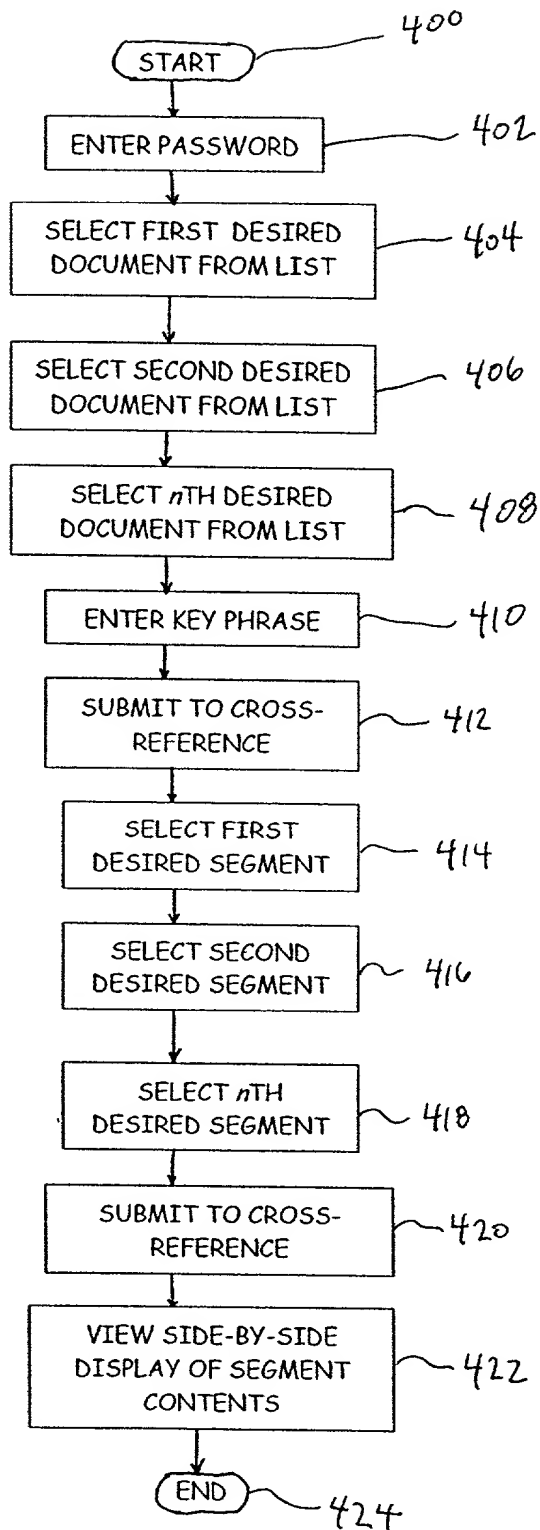 400
START
ENTER PASSWORD
402
SELECT FIRST DESIRED
DOCUMENT FROM LIST
404
SELECT SECOND DESIRED
DOCUMENT FROM LIST
406
SELECT nTH DESIRED
DOCUMENT FROM LIST
408
ENTER KEY PHRASE
410
SUBMIT TO CROSS-
REFERENCE
412
SELECT FIRST
DESIRED SEGMENT
414
SELECT SECOND
DESIRED SEGMENT
416
SELECT nTH
DESIRED SEGMENT
418
SUBMIT TO CROSS-
REFERENCE
420
VIEW SIDE-BY-SIDE
DISPLAY OF SEGMENT
CONTENTS
422
END
424